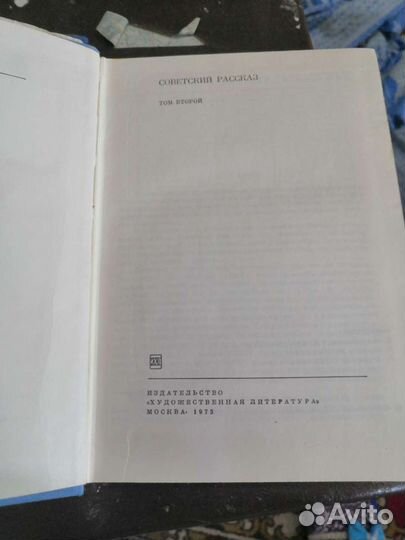 СОВЕТСКИЙ РАССКАЗ
ТОМ ВТОРОЙ
ИЗДАТЕЛЬСТВО
«ХУДОЖЕСТВЕННАЯ ЛИТЕРАТУРА»
МОСКВА · 1975
Avito